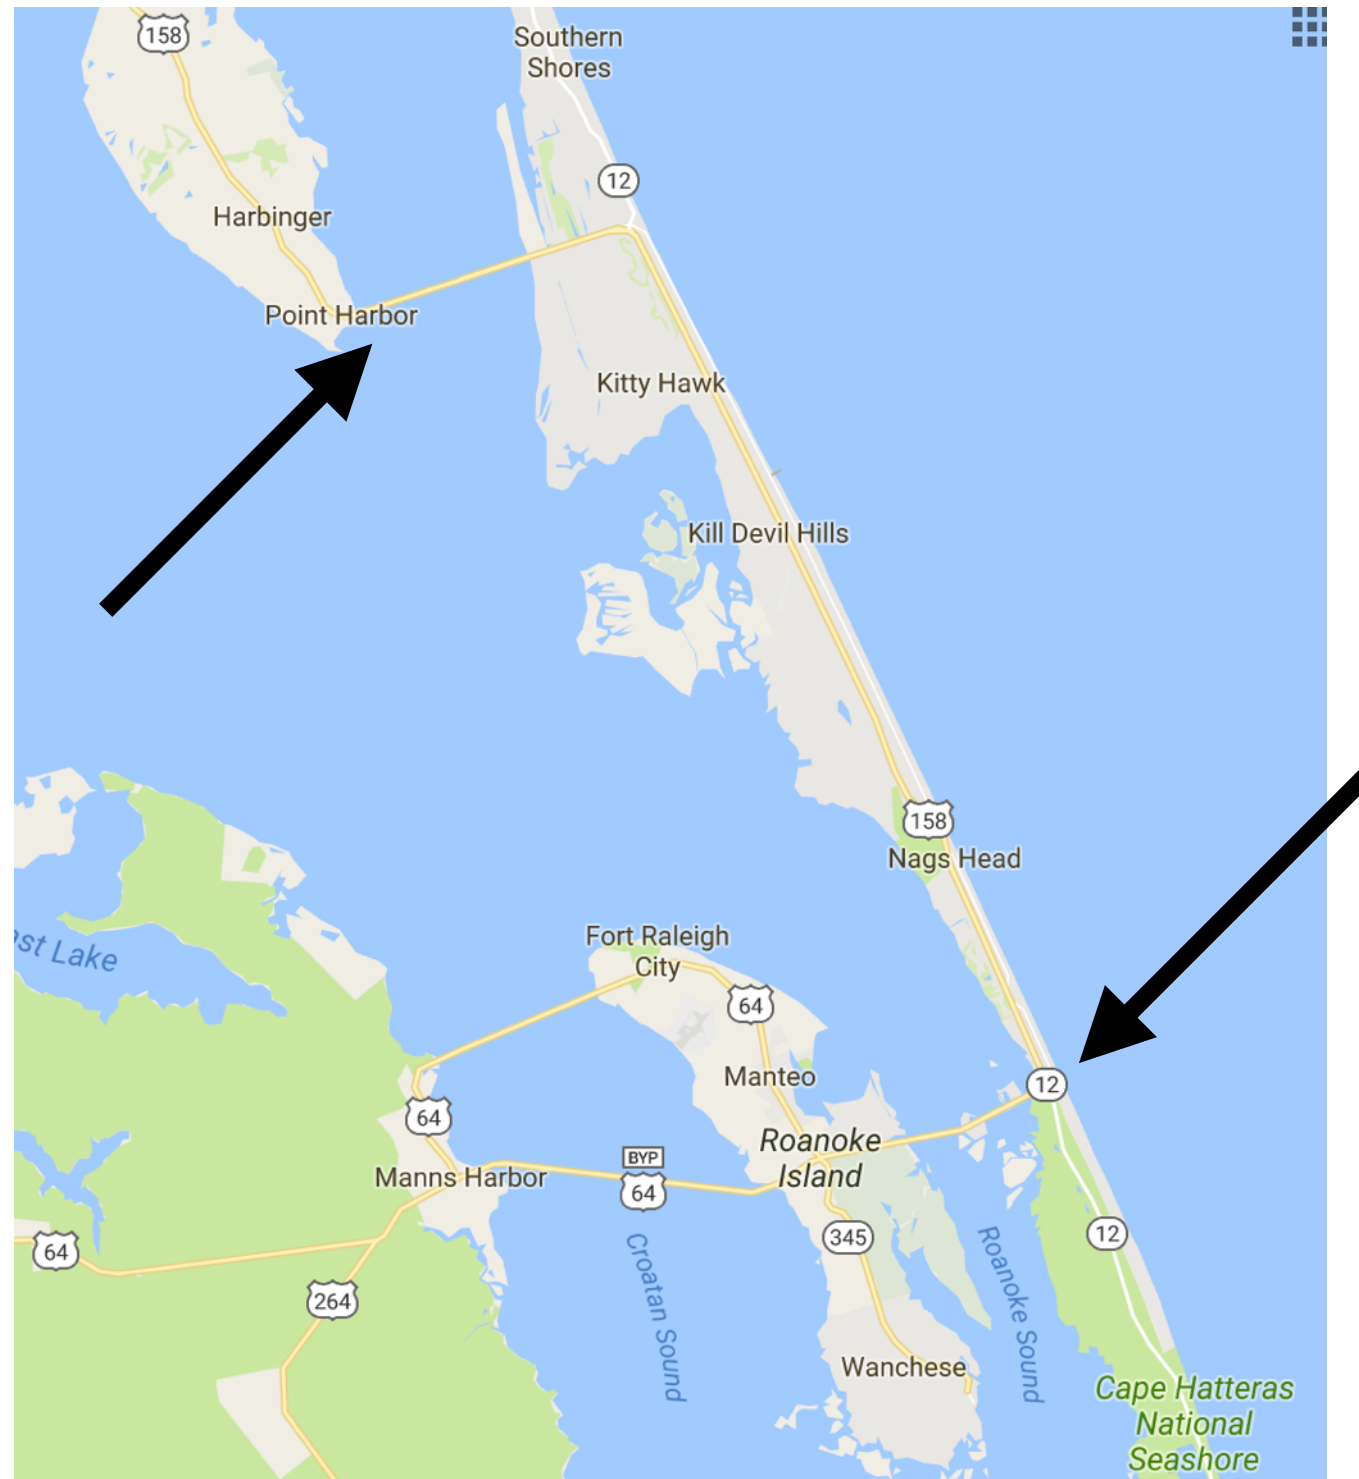 158
Southern
Shores
12
Harbinger
Point Harbor
Kitty Hawk
Kill Devil Hills
158
Nags Head
Fort Raleigh
City
Lake
64
Manteo
12
64
Roanoke
Island
BYP
64
Manns Harbor
64
345
12
264
Croatan Sound
Roanoke Sound
Wanchese
Cape Hatteras
National
Seashore